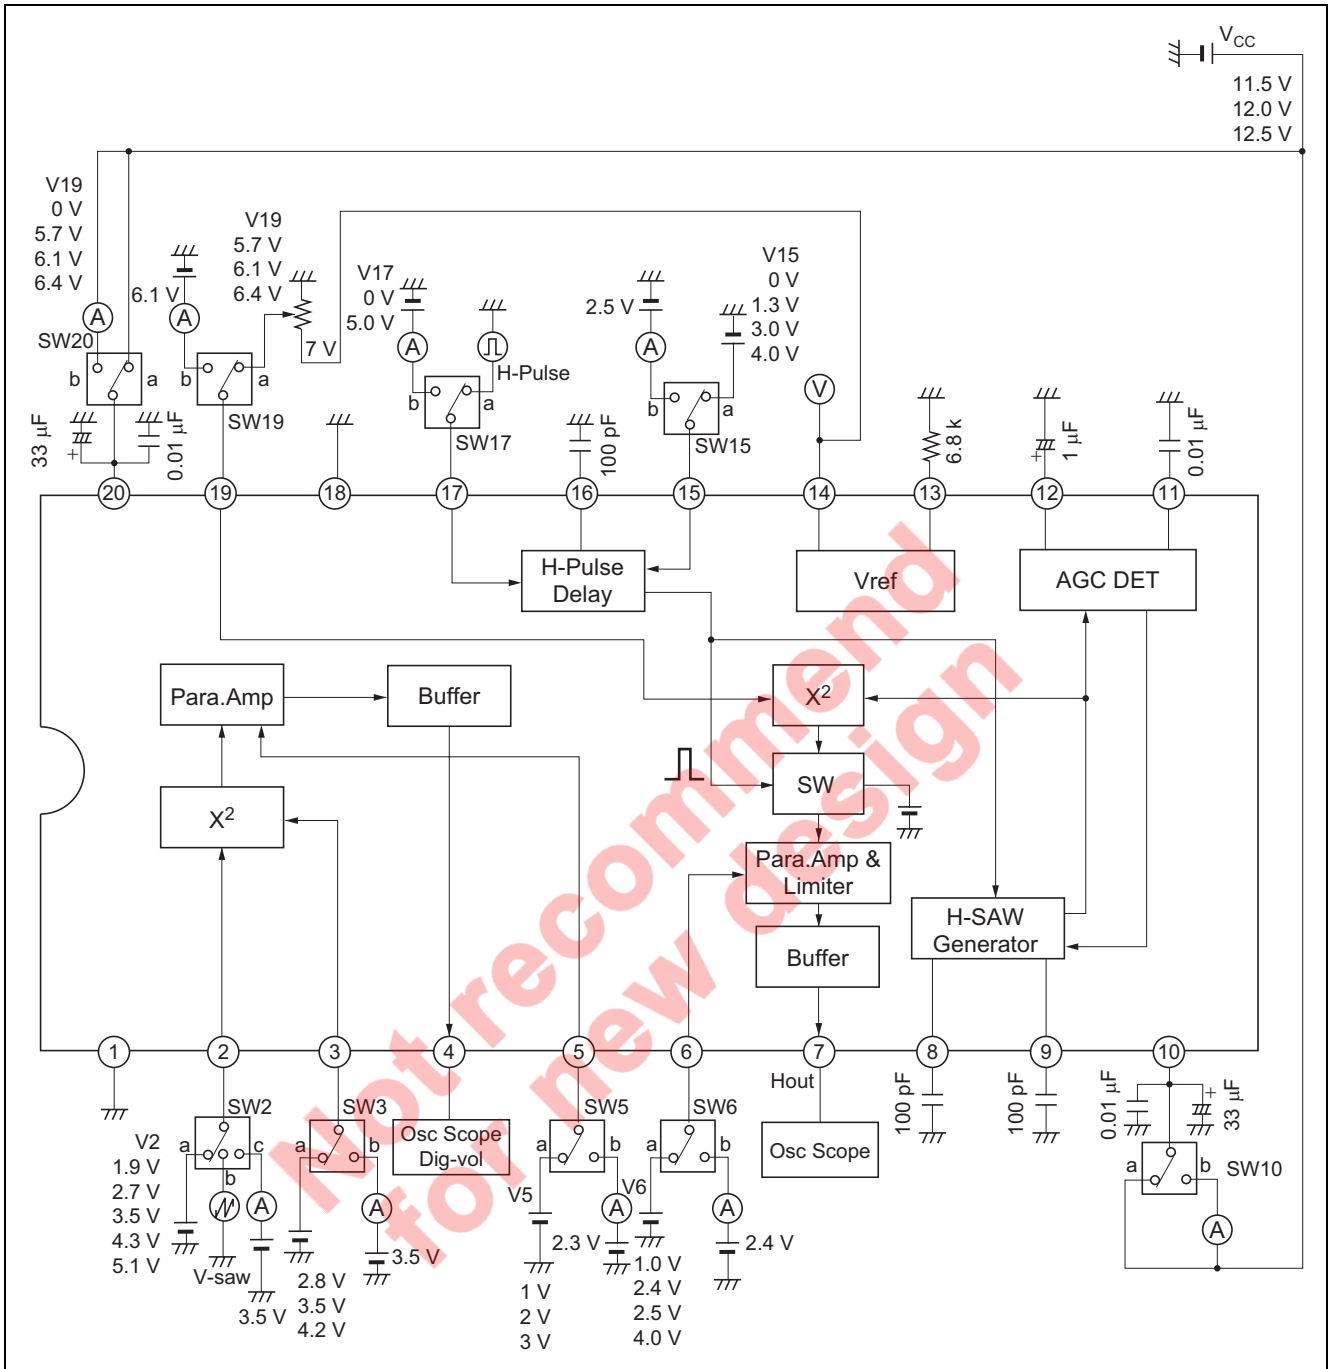 VCC
11.5 V
12.0 V
12.5 V
V19
0 V
5.7 V
6.1 V
6.4 V
A
SW20
b
a
33 μF
+
0.01 μF
6.1 V
A
b
a
SW19
V19
5.7 V
6.1 V
6.4 V
7 V
V17
0 V
5.0 V
A
H-Pulse
b
a
SW17
100 pF
2.5 V
A
b
a
SW15
V15
0 V
1.3 V
3.0 V
4.0 V
V
6.8 k
+
1 μF
0.01 μF
20
19
18
17
16
15
14
13
12
11
H-Pulse
Delay
Vref
AGC DET
Para.Amp
Buffer
X2
X2
SW
Para.Amp &
Limiter
Buffer
H-SAW
Generator
Not recommend
for new design
1
2
3
4
5
6
7
8
9
10
Hout
SW2
a
c
b
V2
1.9 V
2.7 V
3.5 V
4.3 V
5.1 V
V-saw
A
3.5 V
SW3
a
b
A
3.5 V
2.8 V
3.5 V
4.2 V
Osc Scope
Dig-vol
SW5
a
b
V5
A
2.3 V
1 V
2 V
3 V
SW6
a
b
V6
A
2.4 V
1.0 V
2.4 V
2.5 V
4.0 V
Osc Scope
100 pF
100 pF
0.01 μF
+
33 μF
a
b
SW10
A